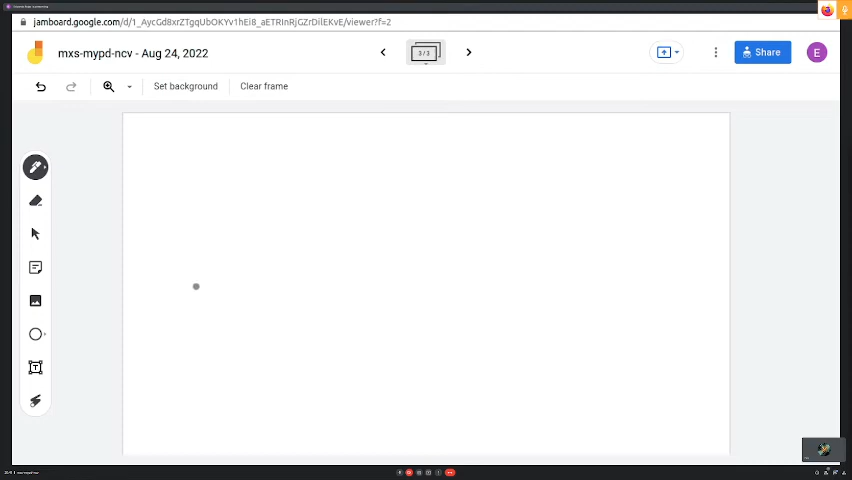 jamboard.google.com/d/1_AycGd8xrZTgqUbOKYv1hEi8_aETRInRjGZrDilEKvE/viewer?f=2
mxs-mypd-ncv - Aug 24, 2022
3 / 3
Share
E
Set background
Clear frame
T